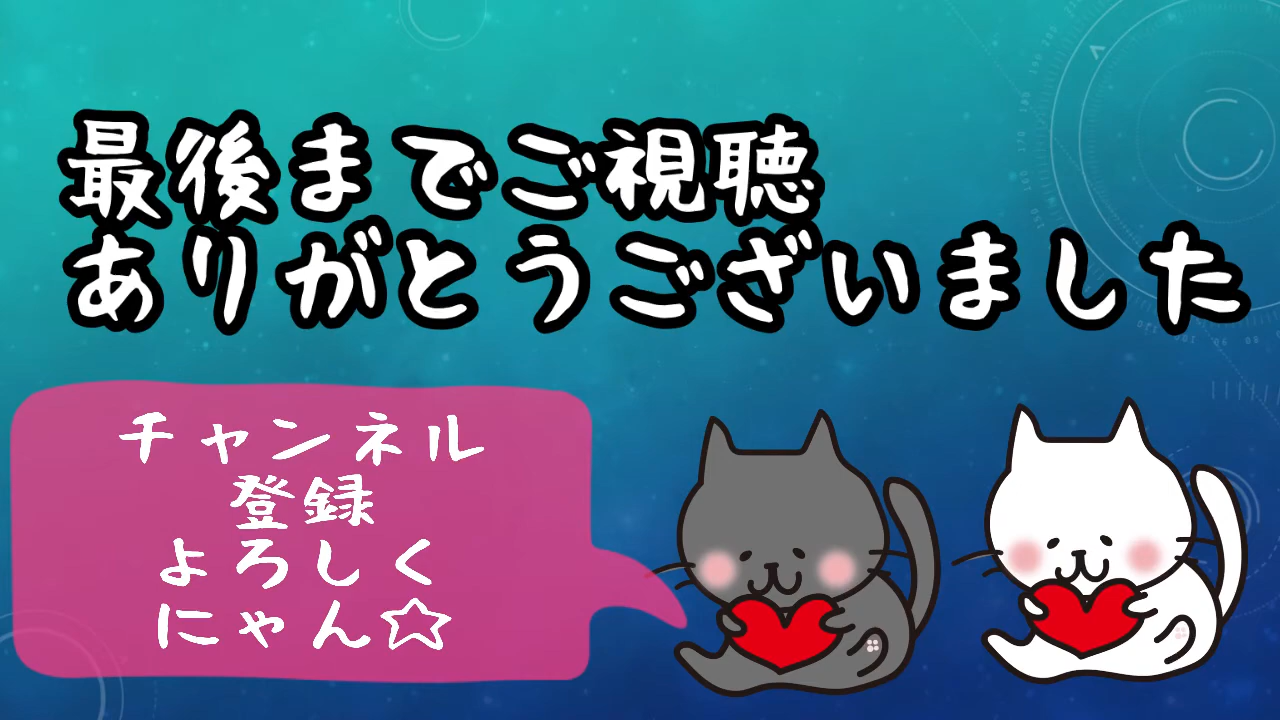 最後までご視聴
ありがとうございました
チャンネル
登録
よろしく
にゃん☆